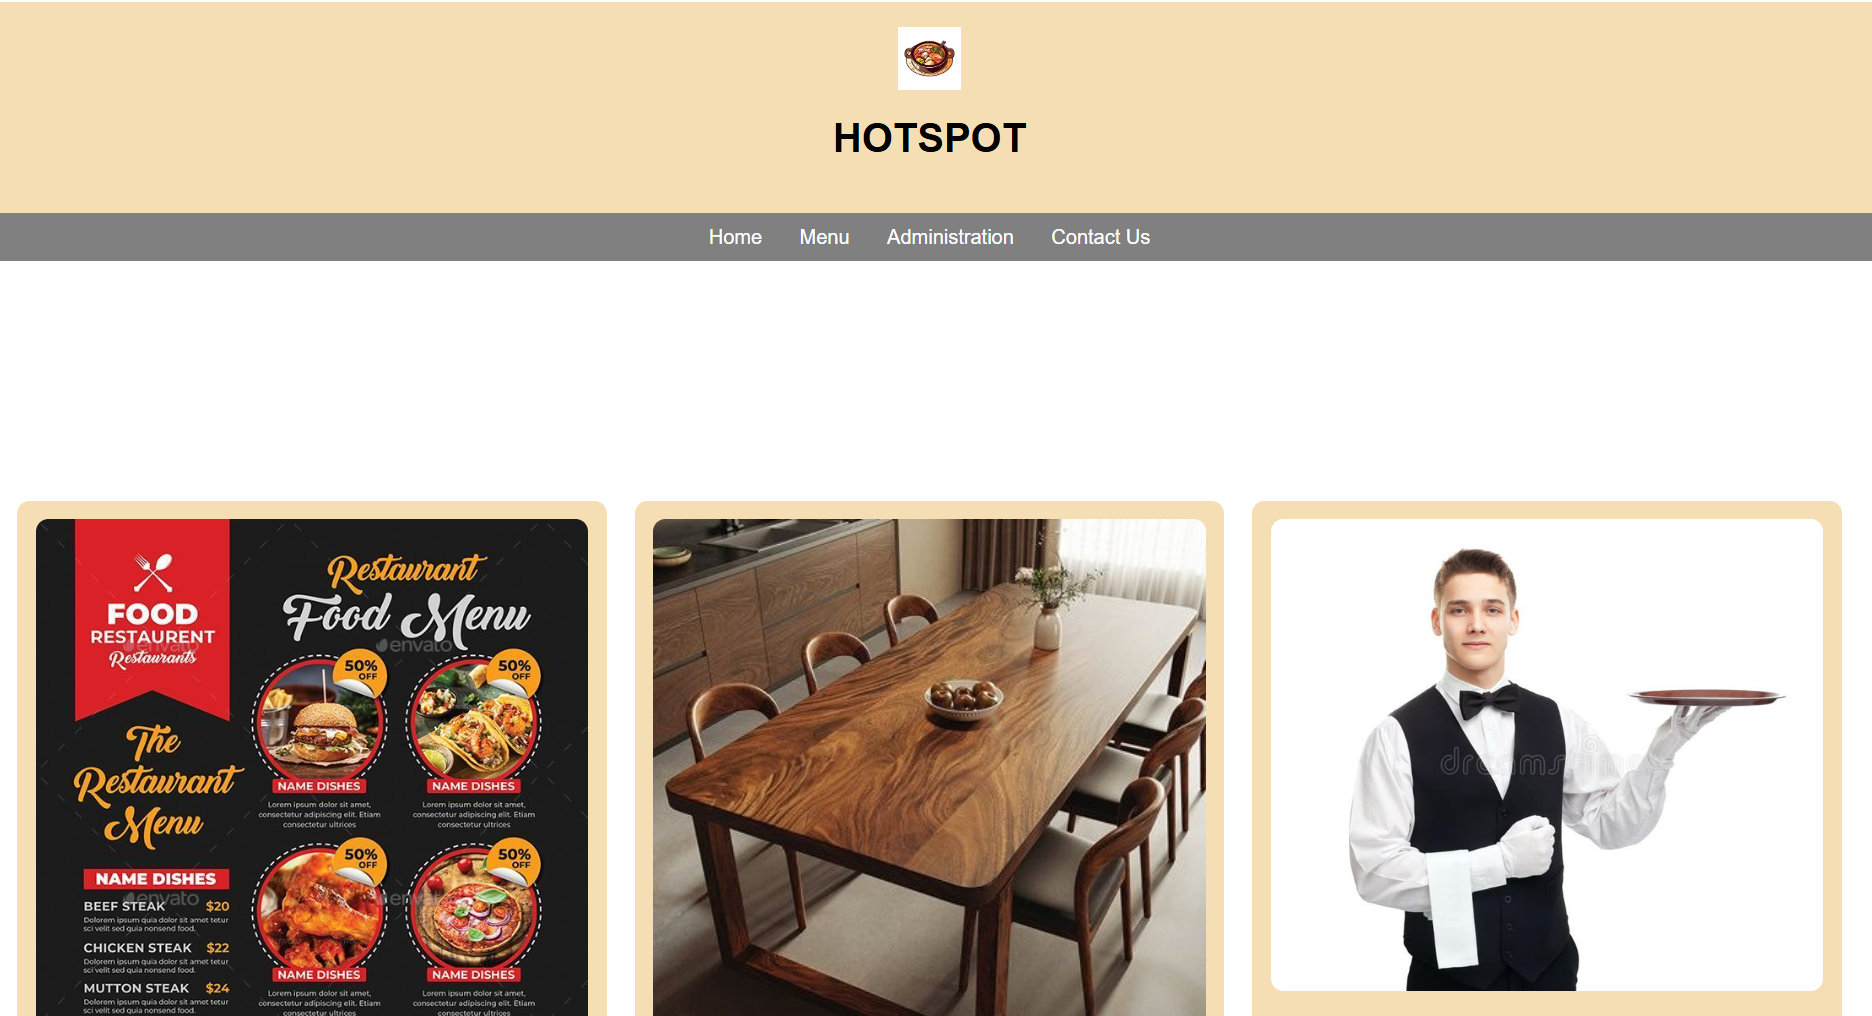 HOTSPOT
Home Menu Administration Contact Us
FOOD
RESTAURENT
Restaurants
Restaurant
Food Menu
envato
envato
The
Restaurant
Menu
50%
OFF
50%
OFF
NAME DISHES
NAME DISHES
Lorem ipsum dolor sit amet,
consectetur adipiscing elit. Etiam
consectetur ultrices
Lorem ipsum dolor sit amet,
consectetur adipiscing elit. Etiam
consectetur ultrices
NAME DISHES
envato
envato
BEEF STEAK $20
Dolorem ipsum quia dolor sit amet tetur
sci velit sed quia nonsend food.
CHICKEN STEAK $22
Dolorem ipsum quia dolor sit amet tetur
sci velit sed quia nonsend food.
MUTTON STEAK $24
Dolorem ipsum quia dolor sit amet tetur
sci velit sed quia nonsend food.
50%
OFF
50%
OFF
NAME DISHES
NAME DISHES
Lorem ipsum dolor sit amet,
consectetur adipiscing elit. Etiam
consectetur ultrices
Lorem ipsum dolor sit amet,
consectetur adipiscing elit. Etiam
consectetur ultrices
dreamstime